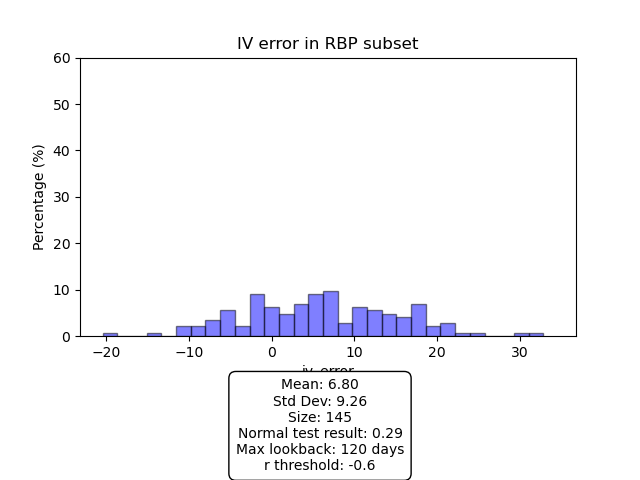 IV error in RBP subset
60
50
40
30
20
10
0
Percentage (%)
−20
−10
0
10
20
30
iv_error
Mean: 6.80
Std Dev: 9.26
Size: 145
Normal test result: 0.29
Max lookback: 120 days
r threshold: -0.6